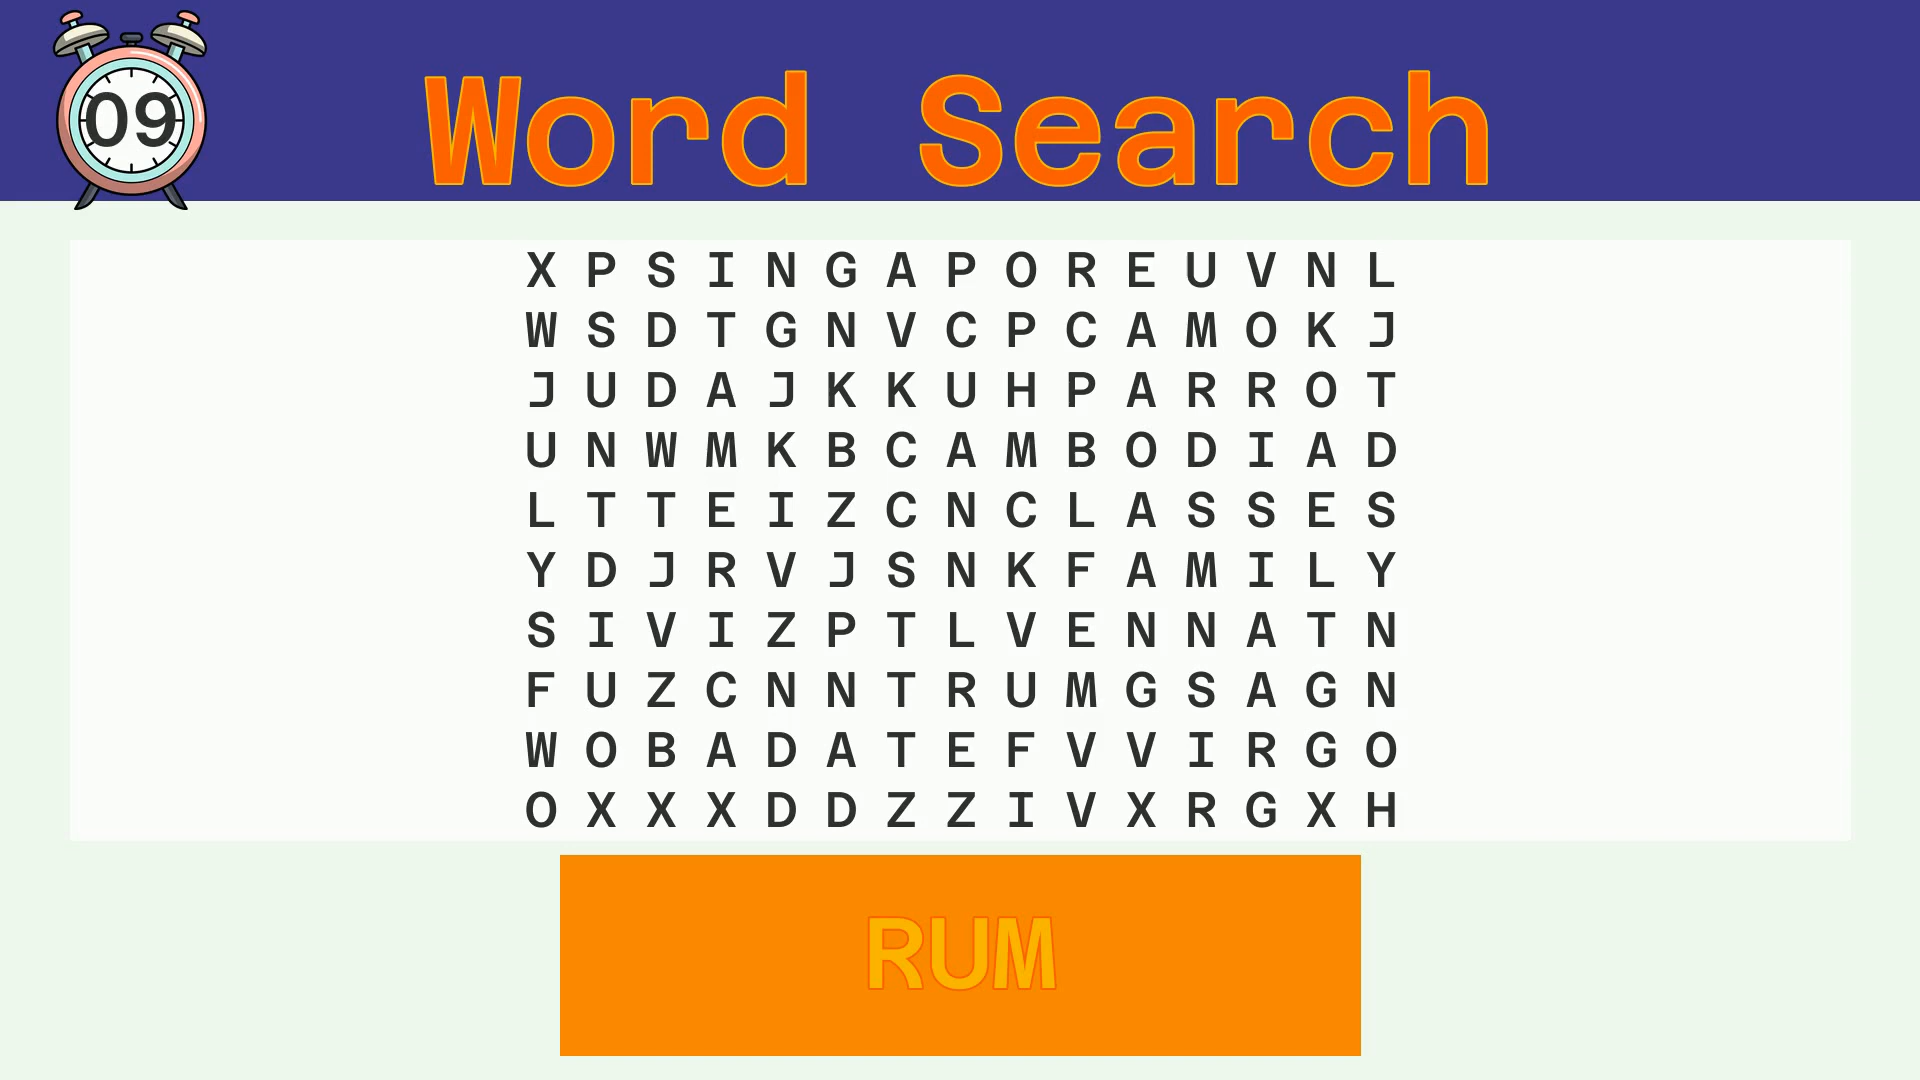 09
Word Search
X P S I N G A P O R E U V N L
W S D T G N V C P C A M O K J
J U D A J K K U H P A R R O T
U N W M K B C A M B O D I A D
L T T E I Z C N C L A S S E S
Y D J R V J S N K F A M I L Y
S I V I Z P T L V E N N A T N
F U Z C N N T R U M G S A G N
W O B A D A T E F V V I R G O
O X X X D D Z Z I V X R G X H
RUM